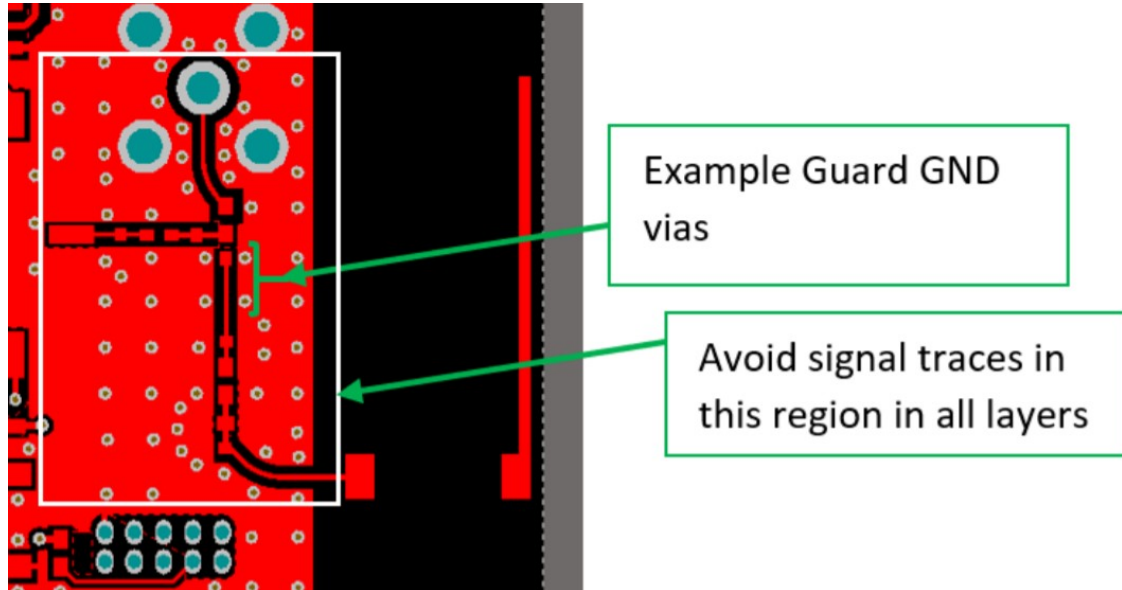 Example Guard GND
vias
Avoid signal traces in
this region in all layers